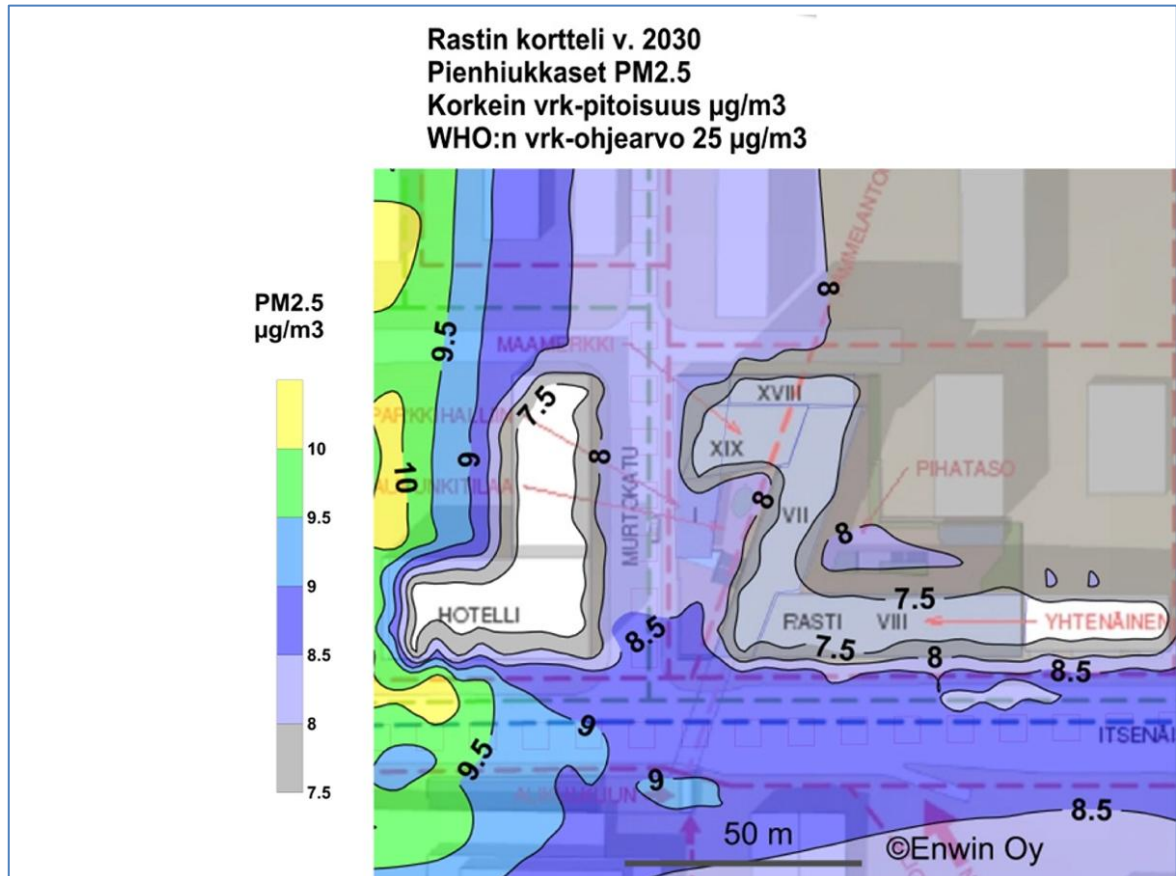 Rastin kortteli v. 2030
Pienhiukkaset PM2.5
Korkein vrk-pitoisuus µg/m3
WHO:n vrk-ohjearvo 25 µg/m3
PM2.5
µg/m3
10
9.5
9
8.5
8
7.5
8
9.5
MAAMERKKI
7.5
XVIII
XIX
9
8
10
MURTOKATU
PIHATASO
8
I
VII
8
7.5
HOTELLI
RASTI VIII
YHTENÄINEN
8.5
7.5
8
8.5
9
ITSENÄI
9.5
9
8.5
50 m
©Enwin Oy